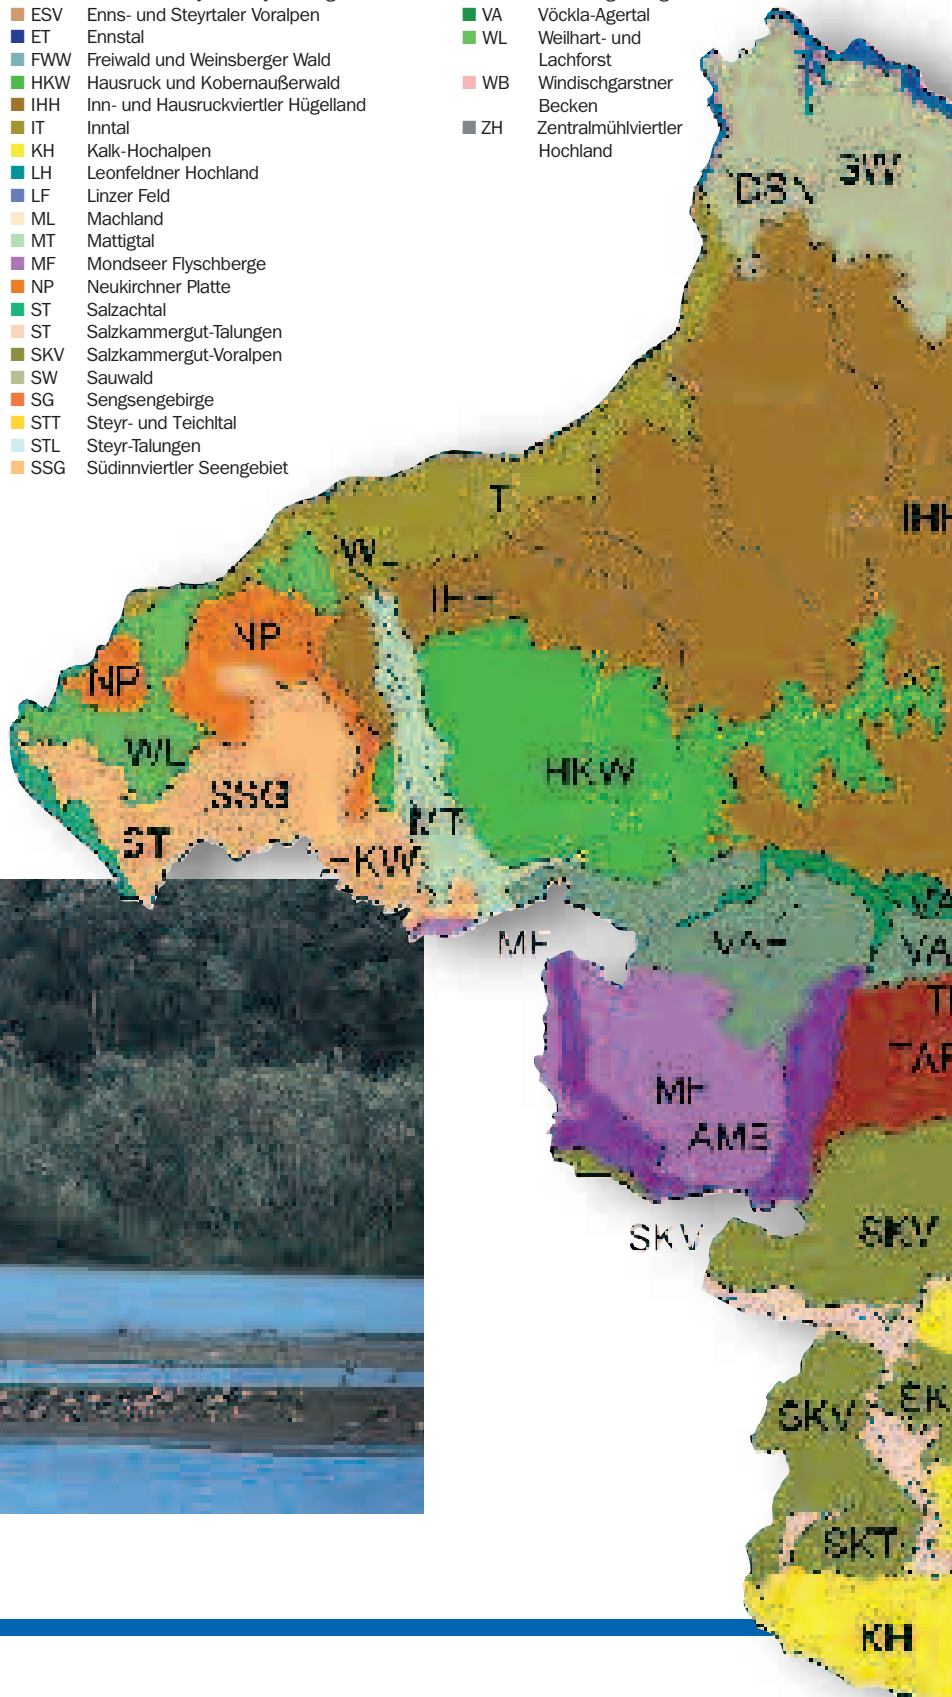 ESV Enns- und Steyrtaler Voralpen
ET Ennstal
FWW Freiwald und Weinsberger Wald
HKW Hausruck und Kobernaußerwald
IHH Inn- und Hausruckviertler Hügelland
IT Inntal
KH Kalk-Hochalpen
LH Leonfeldner Hochland
LF Linzer Feld
ML Machland
MT Mattigtal
MF Mondseer Flyschberge
NP Neukirchner Platte
ST Salzachtal
ST Salzkammergut-Talungen
SKV Salzkammergut-Voralpen
SW Sauwald
SG Sengsengebirge
STT Steyr- und Teichltal
STL Steyr-Talungen
SSG Südinnviertler Seengebiet
VA Vöckla-Agertal
WL Weilhart- und
Lachforst
WB Windischgarstner
Becken
ZH Zentralmühlviertler
Hochland
SW
T
IHH
NP
NP
WL
SSG
HKW
MT
ST
HKW
VA
MF
VA
MF
AMB
SKV
SKV
SKV
SKT
KH